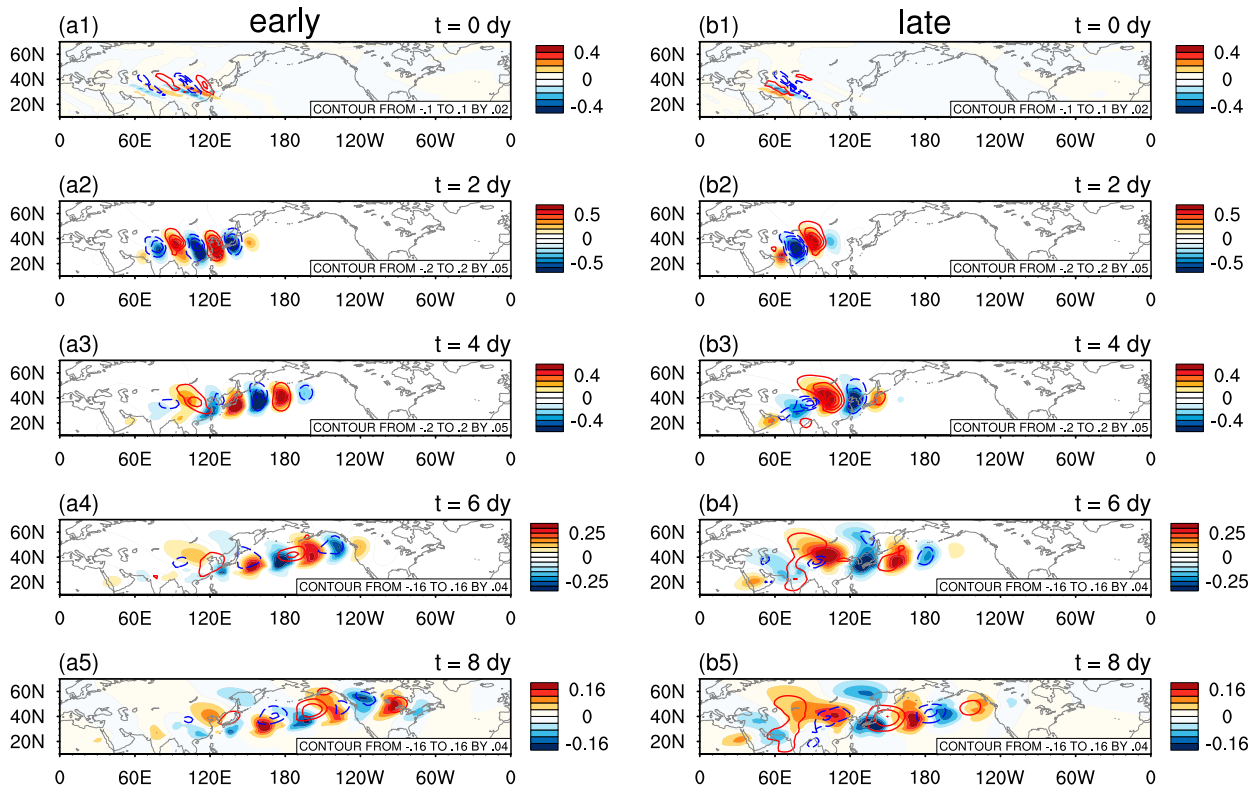 early
late
(a1) t = 0 dy
60N
40N
20N
CONTOUR FROM -.1 TO .1 BY .02
0 60E 120E 180 120W 60W 0
0.4
0
-0.4
(b1) t = 0 dy
60N
40N
20N
CONTOUR FROM -.1 TO .1 BY .02
0 60E 120E 180 120W 60W 0
0.4
0
-0.4
(a2) t = 2 dy
60N
40N
20N
CONTOUR FROM -.2 TO .2 BY .05
0 60E 120E 180 120W 60W 0
0.5
0
-0.5
(b2) t = 2 dy
60N
40N
20N
CONTOUR FROM -.2 TO .2 BY .05
0 60E 120E 180 120W 60W 0
0.5
0
-0.5
(a3) t = 4 dy
60N
40N
20N
CONTOUR FROM -.2 TO .2 BY .05
0 60E 120E 180 120W 60W 0
0.4
0
-0.4
(b3) t = 4 dy
60N
40N
20N
CONTOUR FROM -.2 TO .2 BY .05
0 60E 120E 180 120W 60W 0
0.4
0
-0.4
(a4) t = 6 dy
60N
40N
20N
CONTOUR FROM -.16 TO .16 BY .04
0 60E 120E 180 120W 60W 0
0.25
0
-0.25
(b4) t = 6 dy
60N
40N
20N
CONTOUR FROM -.16 TO .16 BY .04
0 60E 120E 180 120W 60W 0
0.25
0
-0.25
(a5) t = 8 dy
60N
40N
20N
CONTOUR FROM -.16 TO .16 BY .04
0 60E 120E 180 120W 60W 0
0.16
0
-0.16
(b5) t = 8 dy
60N
40N
20N
CONTOUR FROM -.16 TO .16 BY .04
0 60E 120E 180 120W 60W 0
0.16
0
-0.16